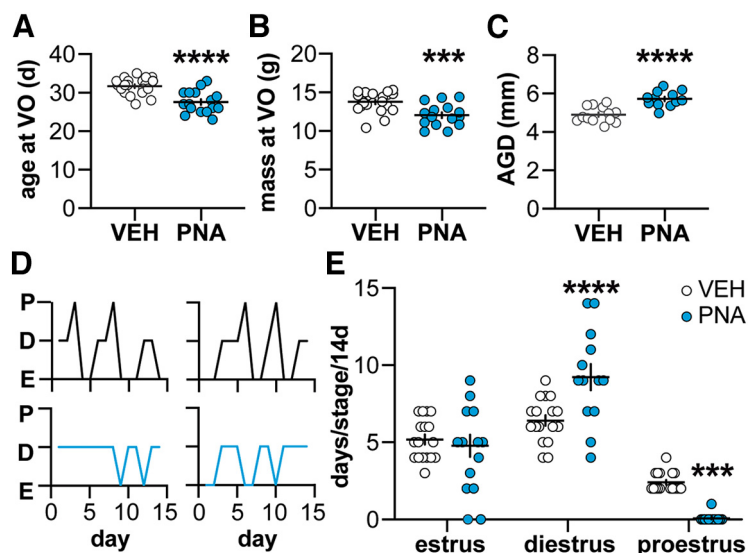 A
age at VO (d)
40
30
20
10
0
****
VEH PNA
B
mass at VO (g)
20
15
10
5
0
***
VEH PNA
C
AGD (mm)
8
6
4
2
0
****
VEH PNA
D
P
D
E
P
D
E
0 5 10 15
day
0 5 10 15
day
E
days/stage/14d
15
10
5
0
****
***
VEH
PNA
estrus diestrus proestrus